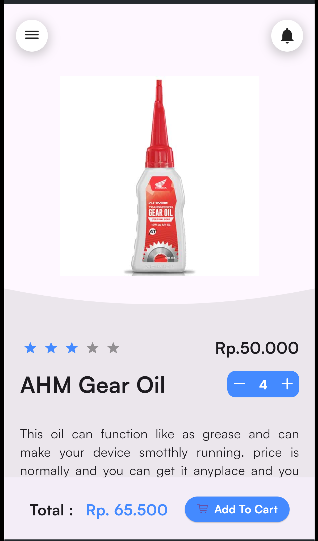 GEAR OIL
Rp.50.000
AHM Gear Oil
4
This oil can function like as grease and can
make your device smotthly running. price is
normally and you can get it anyplace and you
Total :
Rp. 65.500
Add To Cart